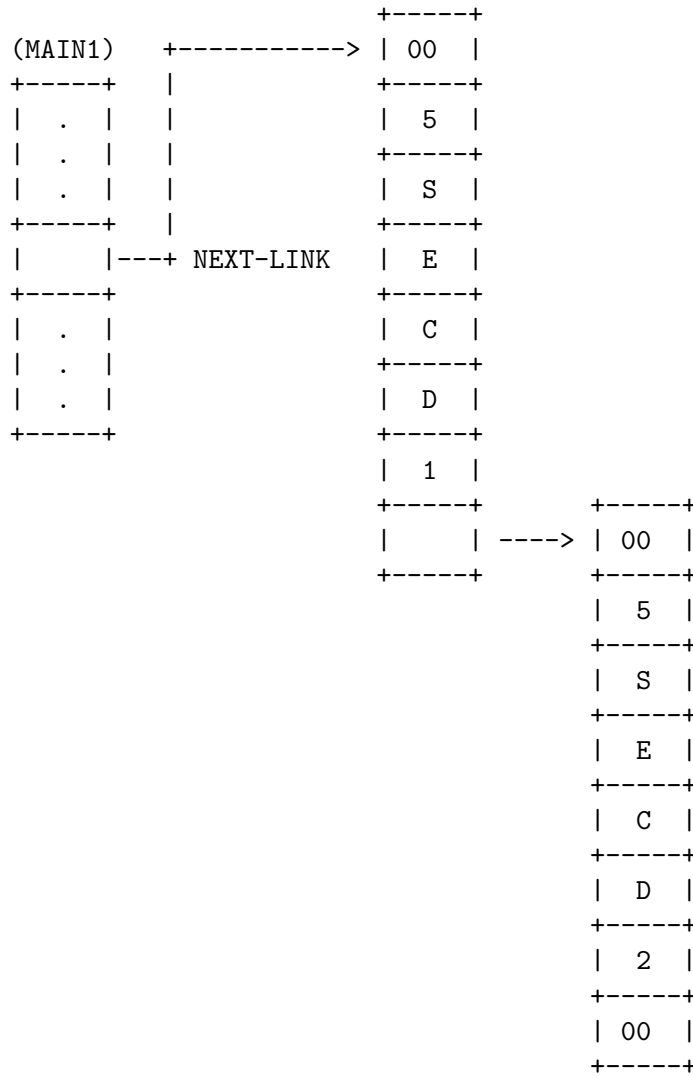 +-----+
(MAIN1)   +-----------> | 00  |
+-----+   |             +-----+
|  .  |   |             |  5  |
|  .  |   |             +-----+
|  .  |   |             |  S  |
+-----+   |             +-----+
|     |---+ NEXT-LINK   |  E  |
+-----+                 +-----+
|  .  |                 |  C  |
|  .  |                 +-----+
|  .  |                 |  D  |
+-----+                 +-----+
                        |  1  |
                        +-----+       +-----+
                        |     | ----> | 00  |
                        +-----+       +-----+
                                      |  5  |
                                      +-----+
                                      |  S  |
                                      +-----+
                                      |  E  |
                                      +-----+
                                      |  C  |
                                      +-----+
                                      |  D  |
                                      +-----+
                                      |  2  |
                                      +-----+
                                      | 00  |
                                      +-----+